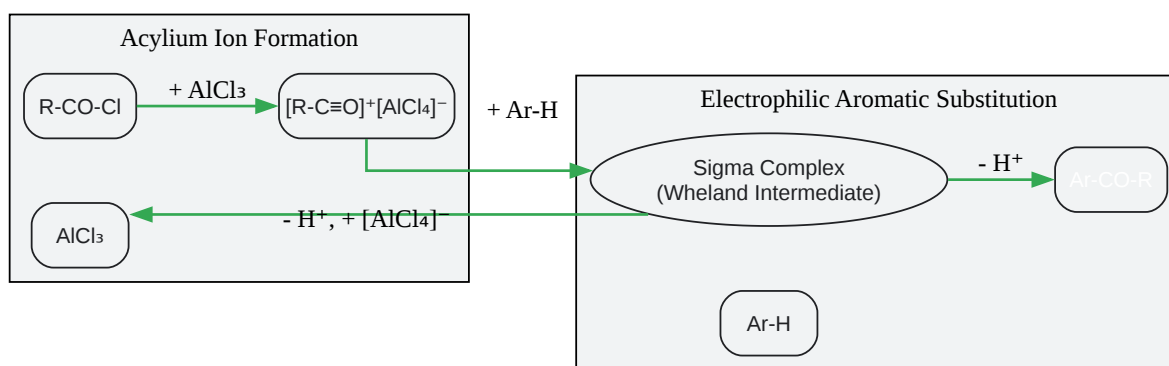 Acylium Ion Formation
R-CO-Cl
+ AlCl₃
[R-C≡O]⁺[AlCl₄]⁻
AlCl₃
- H⁺, + [AlCl₄]⁻
+ Ar-H
Electrophilic Aromatic Substitution
Sigma Complex
(Wheland Intermediate)
- H⁺
Ar-CO-R
Ar-H